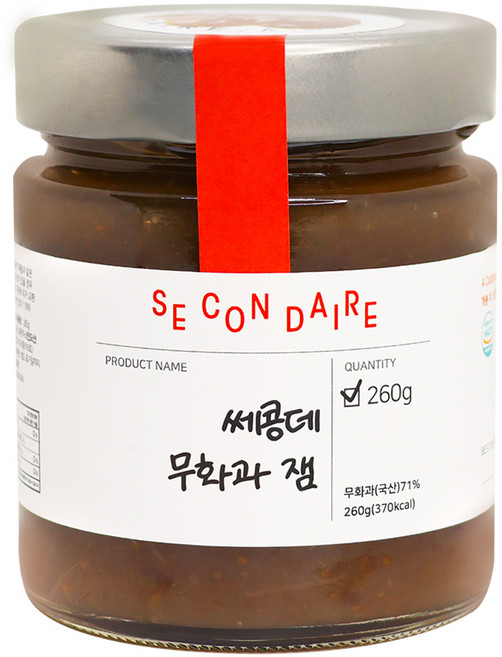 SE CON DAIRE
PRODUCT NAME
쎄콩데
무화과 잼
QUANTITY
260g
무화과(국산)71%
260g(370kcal)